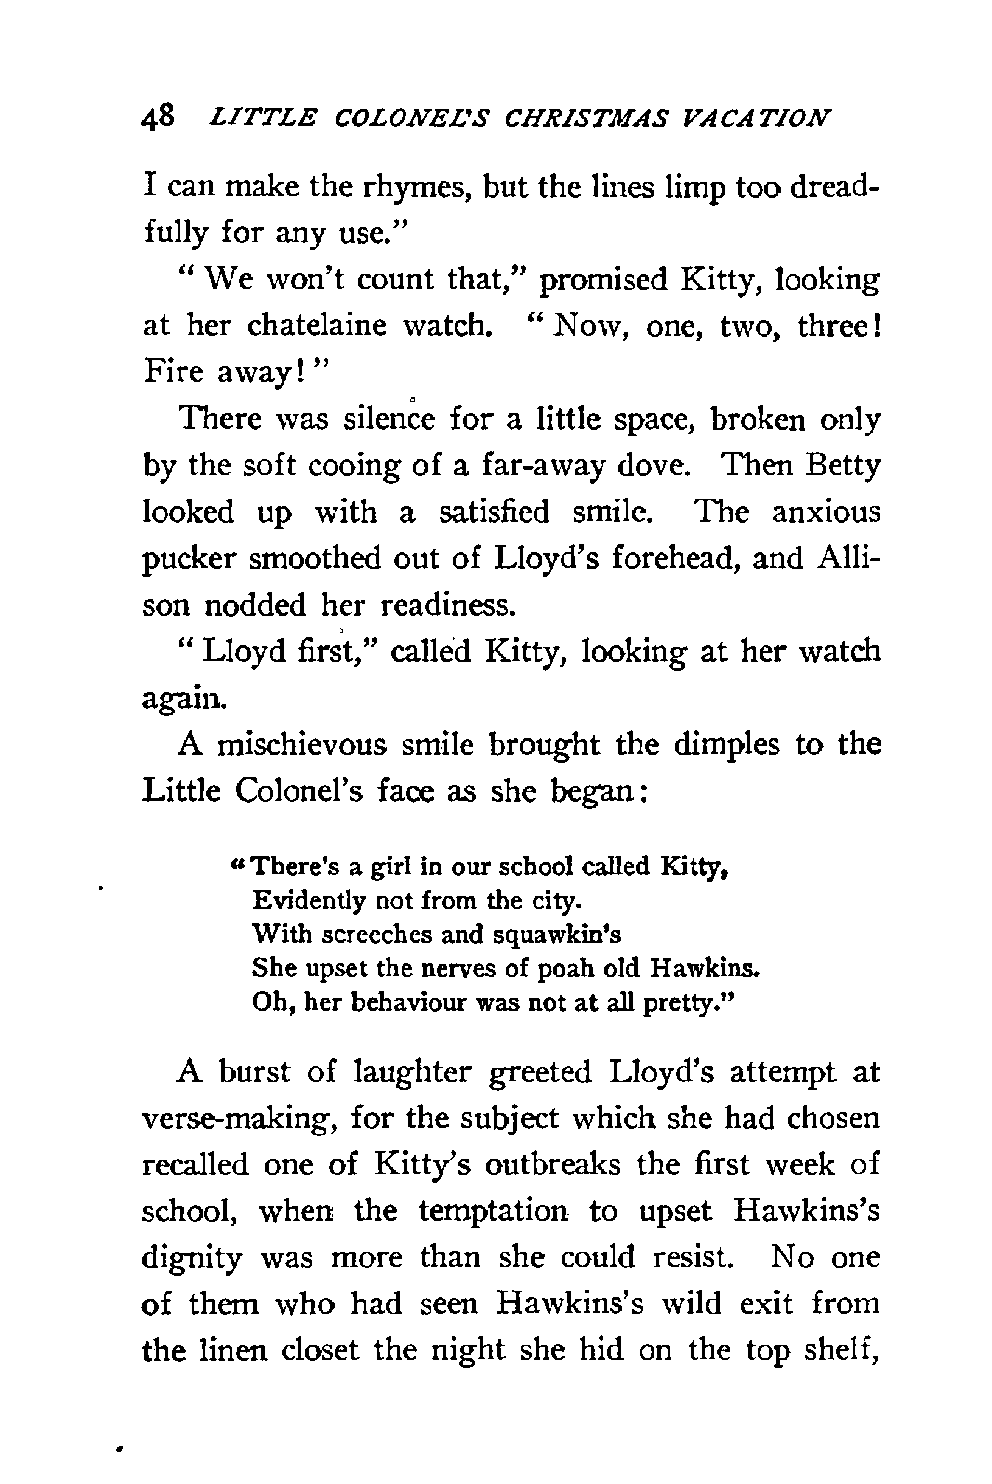 48 LITTLE COLONEL'S CHRISTMAS VACATION
I can make the rhymes, but the lines limp too dread-
fully for any use."
"We won't count that," promised Kitty, looking
at her chatelaine watch. "Now, one, two, three!
Fire away!"
There was silence for a little space, broken only
by the soft cooing of a far-away dove. Then Betty
looked up with a satisfied smile. The anxious
pucker smoothed out of Lloyd's forehead, and Alli-
son nodded her readiness.
"Lloyd first," called Kitty, looking at her watch
again.
A mischievous smile brought the dimples to the
Little Colonel's face as she began:
"There's a girl in our school called Kitty,
Evidently not from the city.
With screeches and squawkin's
She upset the nerves of poah old Hawkins.
Oh, her behaviour was not at all pretty."
A burst of laughter greeted Lloyd's attempt at
verse-making, for the subject which she had chosen
recalled one of Kitty's outbreaks the first week of
school, when the temptation to upset Hawkins's
dignity was more than she could resist. No one
of them who had seen Hawkins's wild exit from
the linen closet the night she hid on the top shelf,